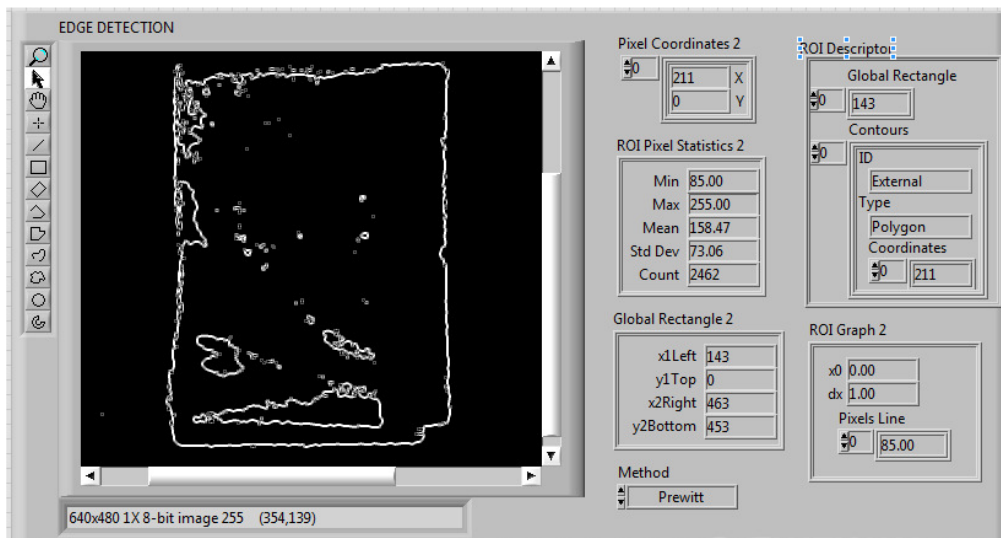 EDGE DETECTION
640x480 1X 8-bit image 255 (354,139)
Pixel Coordinates 2
0
211 X
0 Y
ROI Pixel Statistics 2
Min 85.00
Max 255.00
Mean 158.47
Std Dev 73.06
Count 2462
Global Rectangle 2
x1Left 143
y1Top 0
x2Right 463
y2Bottom 453
Method
Prewitt
ROI Descriptor
Global Rectangle
0 143
Contours
0
ID
External
Type
Polygon
Coordinates
0 211
ROI Graph 2
x0 0.00
dx 1.00
Pixels Line
0 85.00